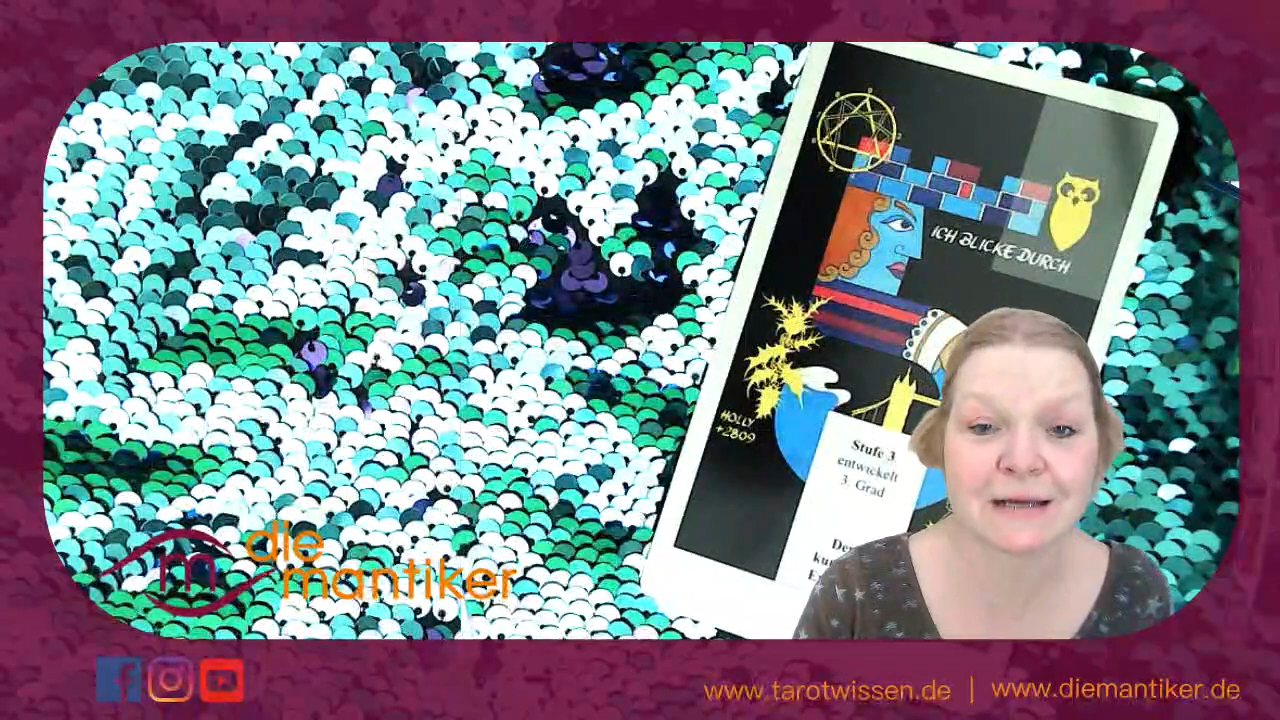 ICH BLICKE DURCH
HOLLY
+2809
Stufe 3
entwickelt
3. Grad
die
m mantiker
www.tarotwissen.de | www.diemantiker.de